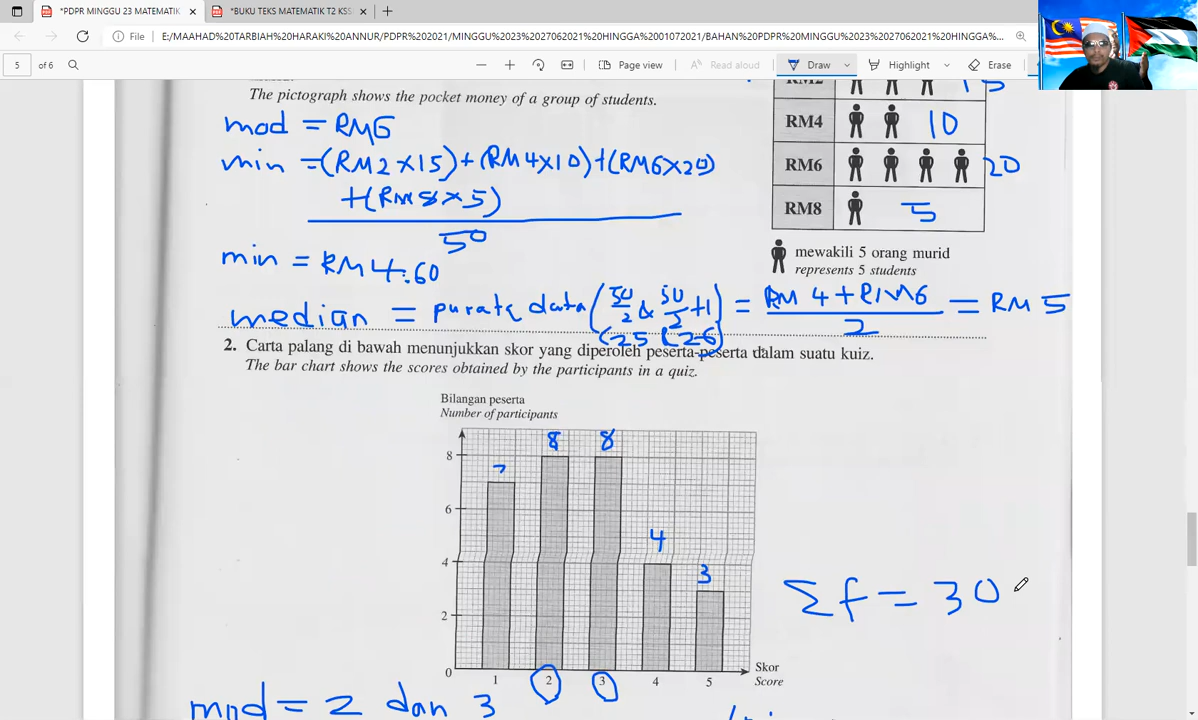 *PDPR MINGGU 23 MATEMATIK
*BUKU TEKS MATEMATIK T2 KSS
File
E:/MAAHAD%20TARBIAH%20HARAKI%20ANNUR/PDPR%202021/MINGGU%2023%2027062021%20HINGGA%2001072021/BAHAN%20PDPR%20MINGGU%2023%2027062021%20HINGGA%...
5 of 6
Page view
Read aloud
Draw
Highlight
Erase
The pictograph shows the pocket money of a group of students.
RM2 15
mod = RM6
RM4 10
min =(RM2×15)+(RM4×10)+(RM6×20)
RM6 20
+(RM8×5)
RM8 5
50
mewakili 5 orang murid
represents 5 students
min = RM4.60
median = purata data (50/2 & 50/2 +1) = RM4+RM6/2 = RM5
(25 (26)
2. Carta palang di bawah menunjukkan skor yang diperoleh peserta-peserta dalam suatu kuiz.
The bar chart shows the scores obtained by the participants in a quiz.
Bilangan peserta
Number of participants
7 8 8 4 3
8
6
4
2
0
Σf = 30
1 2 3 4 5
Skor
Score
mod = 2 dan 3